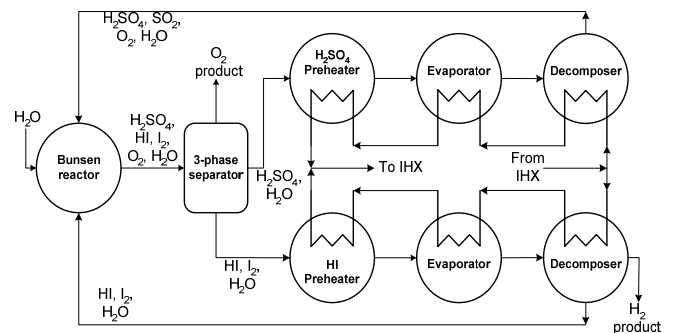 H₂SO₄, SO₂,
O₂, H₂O
O₂
product
H₂SO₄
Preheater
Evaporator
Decomposer
H₂O
H₂SO₄,
HI, I₂,
O₂, H₂O
Bunsen
reactor
3-phase
separator
H₂SO₄,
H₂O
To IHX
From
IHX
HI, I₂,
H₂O
HI
Preheater
Evaporator
Decomposer
HI, I₂,
H₂O
H₂
product